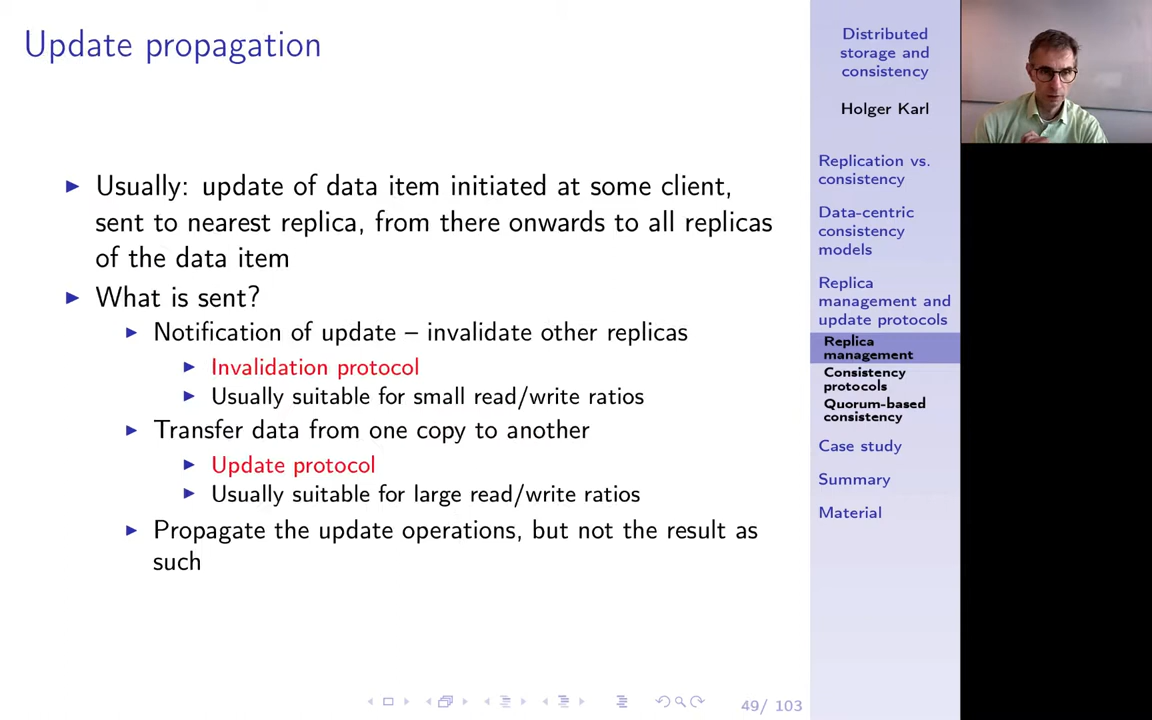 Update propagation
Usually: update of data item initiated at some client,
sent to nearest replica, from there onwards to all replicas
of the data item
What is sent?
Notification of update – invalidate other replicas
Invalidation protocol
Usually suitable for small read/write ratios
Transfer data from one copy to another
Update protocol
Usually suitable for large read/write ratios
Propagate the update operations, but not the result as
such
Distributed
storage and
consistency
Holger Karl
Replication vs.
consistency
Data-centric
consistency
models
Replica
management and
update protocols
Replica
management
Consistency
protocols
Quorum-based
consistency
Case study
Summary
Material
49/ 103